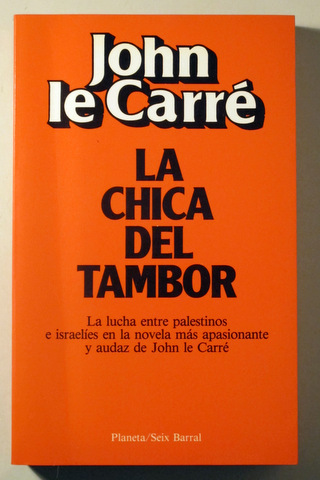 John
le Carré
LA
CHICA
DEL
TAMBOR
La lucha entre palestinos
e israelíes en la novela más apasionante
y audaz de John le Carré
Planeta/Seix Barral